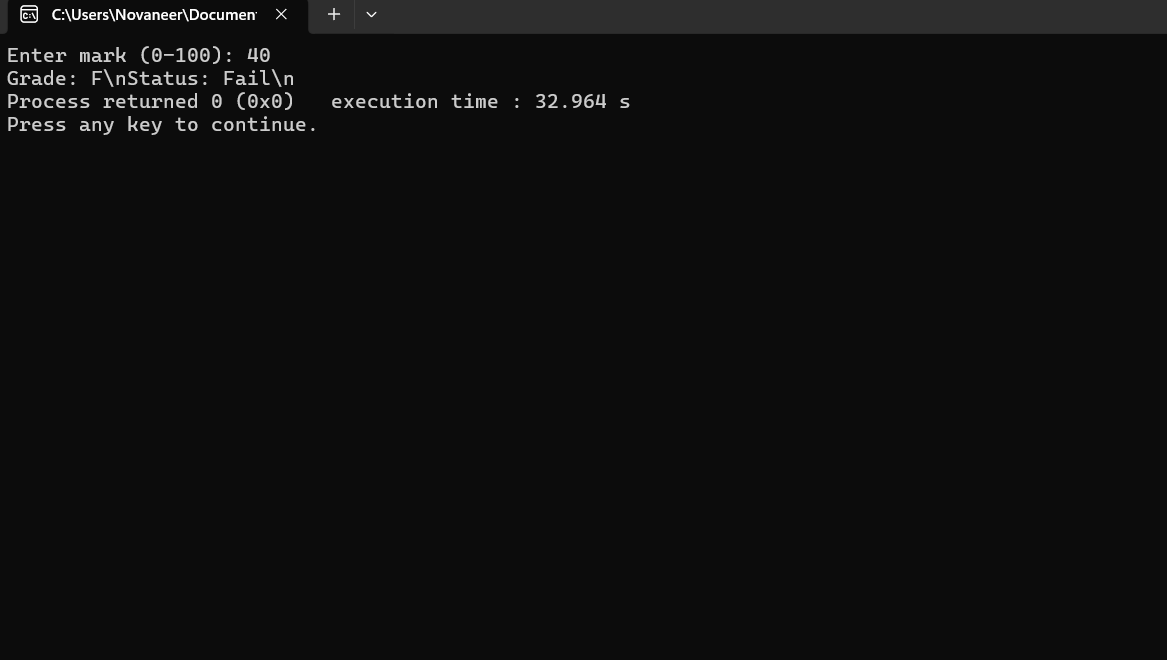 C:\Users\Novaneer\Documen
Enter mark (0-100): 40
Grade: F\nStatus: Fail\n
Process returned 0 (0x0)   execution time : 32.964 s
Press any key to continue.